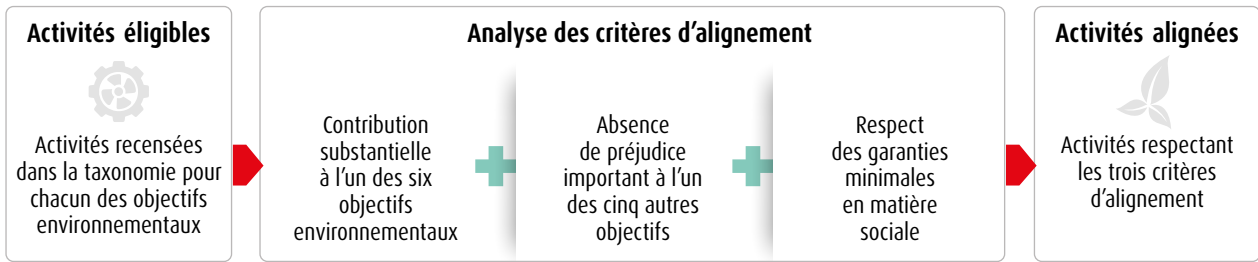 Activités éligibles
Activités recensées
dans la taxonomie pour
chacun des objectifs
environnementaux
Analyse des critères d’alignement
Contribution
substantielle
à l’un des six
objectifs
environnementaux
Absence
de préjudice
important à l’un
des cinq autres
objectifs
Respect
des garanties
minimales
en matière
sociale
Activités alignées
Activités respectant
les trois critères
d’alignement